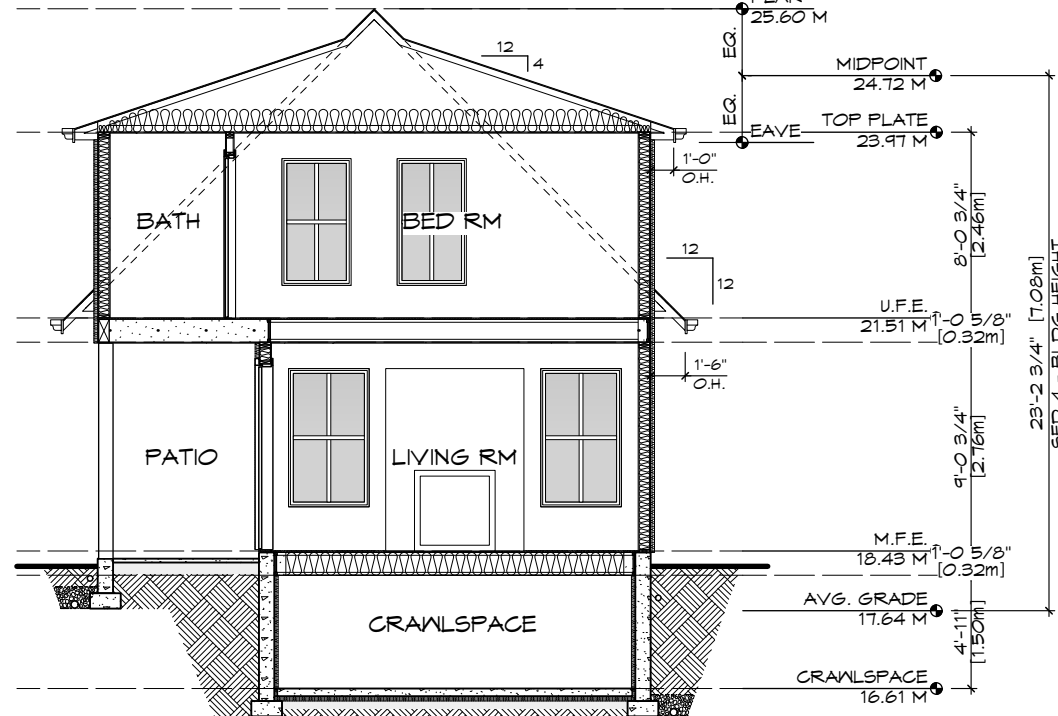 25.60 M
EQ.
EQ.
12
4
MIDPOINT
24.72 M
TOP PLATE
23.97 M
EAVE
1'-0"
O.H.
BATH
BED RM
8'-0 3/4"
[2.46m]
12
12
U.F.E.
21.51 M
1'-0 5/8"
[0.32m]
23'-2 3/4" [7.08m]
1'-6"
O.H.
PATIO
LIVING RM
9'-0 3/4"
[2.76m]
M.F.E.
18.43 M
1'-0 5/8"
[0.32m]
AVG. GRADE
17.64 M
4'-11"
[1.50m]
CRAWLSPACE
CRAWLSPACE
16.61 M